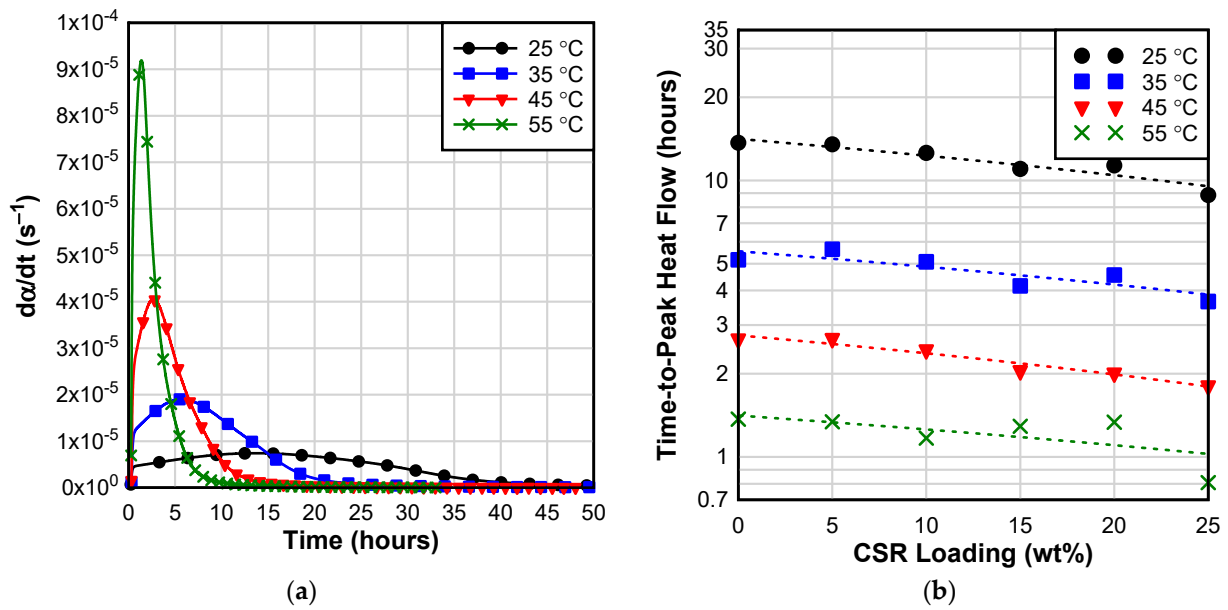 1x10⁻⁴
9x10⁻⁵
8x10⁻⁵
7x10⁻⁵
6x10⁻⁵
5x10⁻⁵
4x10⁻⁵
3x10⁻⁵
2x10⁻⁵
1x10⁻⁵
0x10⁰
dα/dt (s⁻¹)
25 °C
35 °C
45 °C
55 °C
0 5 10 15 20 25 30 35 40 45 50
Time (hours)
(a)
35
20
10
7
5
4
3
2
1
0.7
Time-to-Peak Heat Flow (hours)
25 °C
35 °C
45 °C
55 °C
0 5 10 15 20 25
CSR Loading (wt%)
(b)